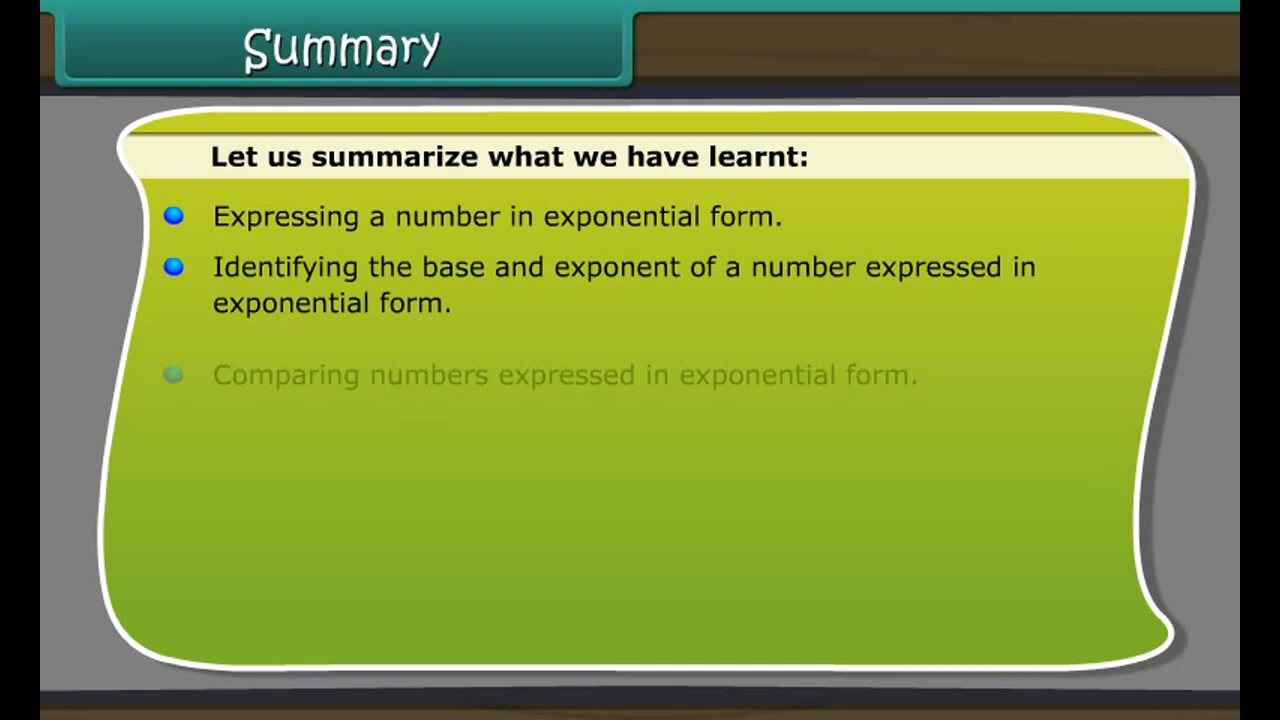 Summary
Let us summarize what we have learnt:
Expressing a number in exponential form.
Identifying the base and exponent of a number expressed in
exponential form.
Comparing numbers expressed in exponential form.